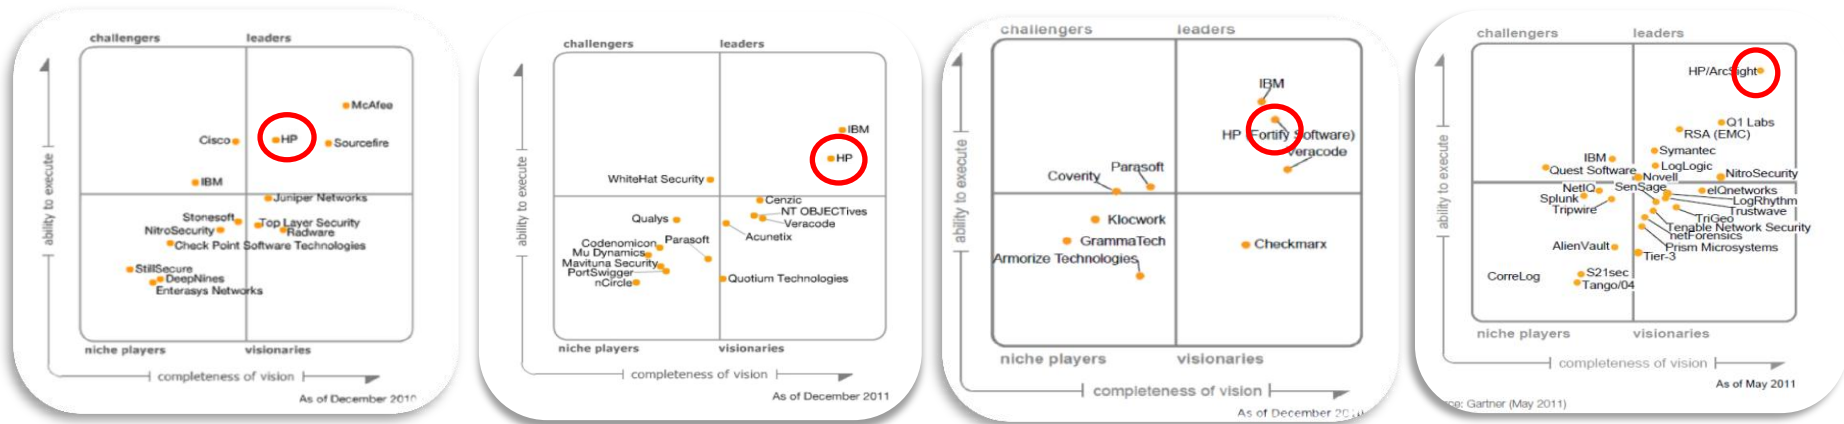 challengers
leaders
McAfee
Cisco
HP
Sourcefire
IBM
Juniper Networks
Stonesoft
Top Layer Security
NitroSecurity
Radware
Check Point Software Technologies
StillSecure
DeepNines
Enterasys Networks
ability to execute
niche players
visionaries
completeness of vision
As of December 2010
challengers
leaders
IBM
HP
WhiteHat Security
Cenzic
NT OBJECTives
Qualys
Veracode
Acunetix
Codenomicon
Parasoft
Mu Dynamics
Mavituna Security
PortSwigger
nCircle
Quotium Technologies
ability to execute
niche players
visionaries
completeness of vision
As of December 2011
challengers
leaders
IBM
HP (Fortify Software)
Veracode
Parasoft
Coverity
Klocwork
GrammaTech
Checkmarx
Armorize Technologies
ability to execute
niche players
visionaries
completeness of vision
As of December
challengers
leaders
HP/ArcSight
Q1 Labs
RSA (EMC)
Symantec
IBM
LogLogic
Quest Software
Novell
NitroSecurity
NetIQ
SenSage
eIQnetworks
Splunk
LogRhythm
Tripwire
Trustwave
TriGeo
Tenable Network Security
netForensics
AlienVault
Prism Microsystems
Tier-3
CorreLog
S21sec
Tango/04
ability to execute
niche players
visionaries
completeness of vision
As of May 2011
Gartner (May 2011)